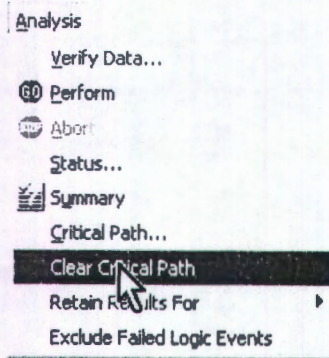 Analysis
Verify Data...
GO Perform
Abort
Status...
Summary
Critical Path...
Clear Critical Path
Retain Results For
Exclude Failed Logic Events